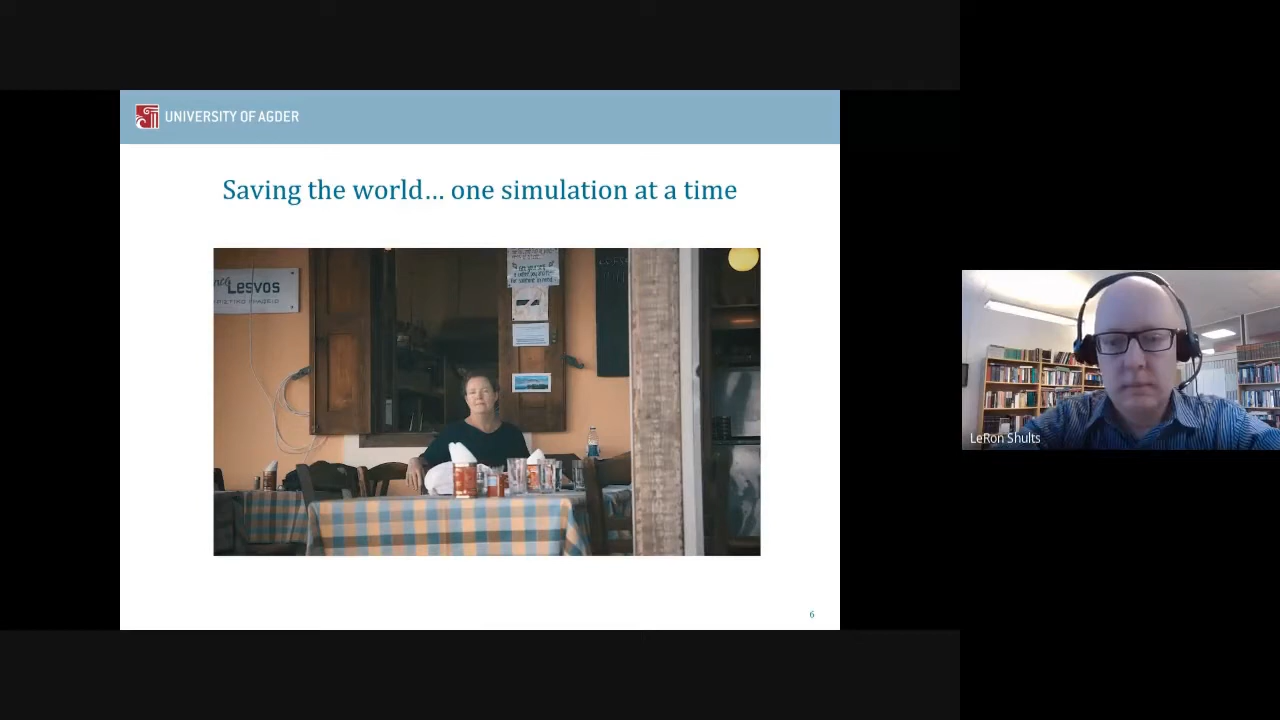 UNIVERSITY OF AGDER
Saving the world... one simulation at a time
Lesvos
6
LeRon Shults